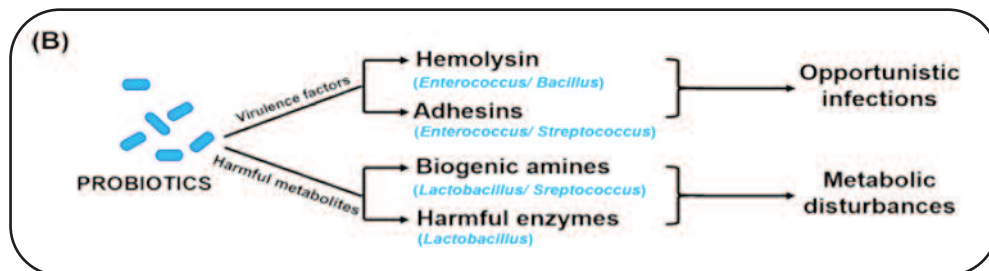 (B)
Hemolysin
(Enterococcus/ Bacillus)
Virulence factors
Adhesins
(Enterococcus/ Streptococcus)
Opportunistic
infections
PROBIOTICS
Harmful metabolites
Biogenic amines
(Lactobacillus/ Sreptococcus)
Harmful enzymes
(Lactobacillus)
Metabolic
disturbances